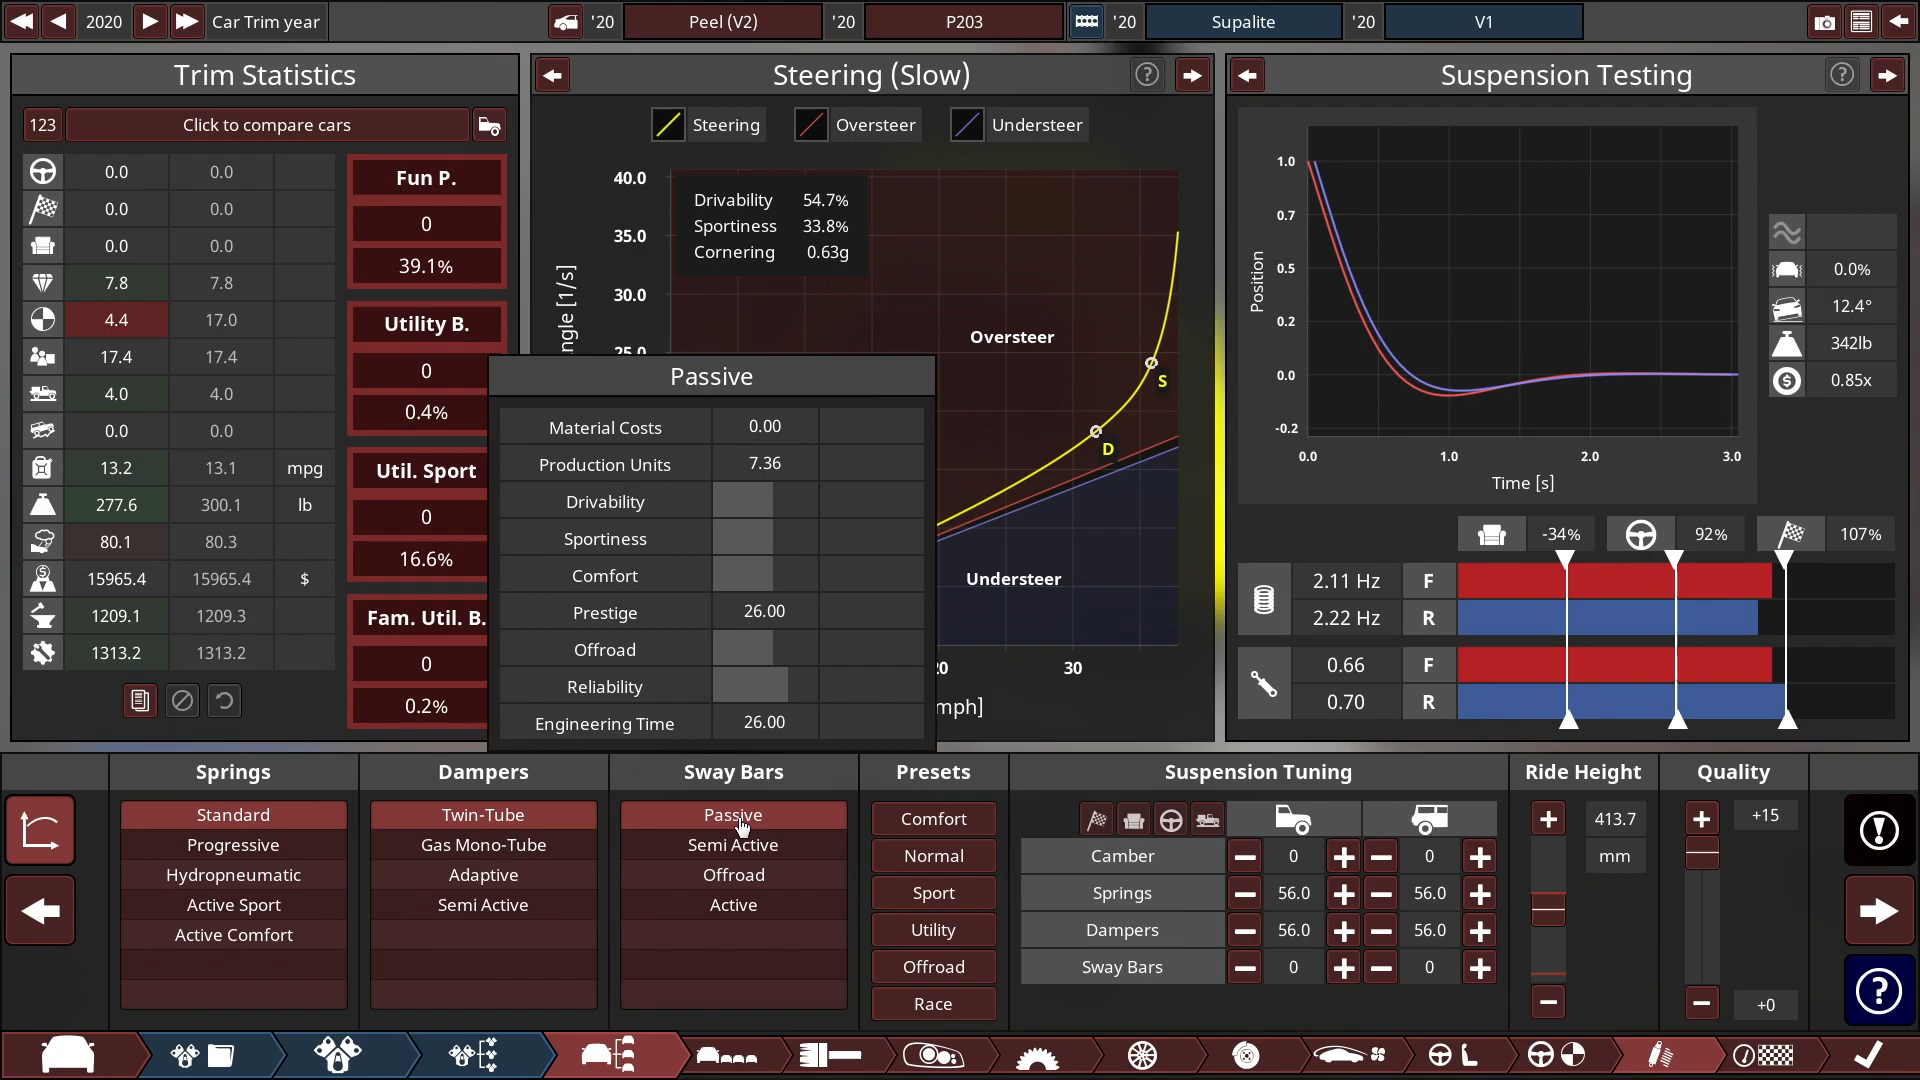 2020
Car Trim year
'20
Peel (V2)
'20
P203
'20
Supalite
'20
V1
Trim Statistics
123
Click to compare cars
0.0 0.0
0.0 0.0
0.0 0.0
7.8 7.8
4.4 17.0
17.4 17.4
4.0 4.0
0.0 0.0
13.2 13.1 mpg
277.6 300.1 lb
80.1 80.3
15965.4 15965.4 $
1209.1 1209.3
1313.2 1313.2
Fun P.
0
39.1%
Utility B.
0
0.4%
Util. Sport
0
16.6%
Fam. Util. B.
0
0.2%
Steering (Slow)
?
Steering
Oversteer
Understeer
40.0
35.0
30.0
25.0
ngle [1/s]
Drivability 54.7%
Sportiness 33.8%
Cornering 0.63g
Oversteer
S
D
Understeer
20
30
mph]
Passive
Material Costs 0.00
Production Units 7.36
Drivability
Sportiness
Comfort
Prestige 26.00
Offroad
Reliability
Engineering Time 26.00
Suspension Testing
?
1.0
0.7
0.5
0.2
0.0
-0.2
Position
0.0 1.0 2.0 3.0
Time [s]
0.0%
12.4°
342lb
0.85x
-34%
92%
107%
2.11 Hz F
2.22 Hz R
0.66 F
0.70 R
Springs
Standard
Progressive
Hydropneumatic
Active Sport
Active Comfort
Dampers
Twin-Tube
Gas Mono-Tube
Adaptive
Semi Active
Sway Bars
Passive
Semi Active
Offroad
Active
Presets
Comfort
Normal
Sport
Utility
Offroad
Race
Suspension Tuning
Camber 0 0
Springs 56.0 56.0
Dampers 56.0 56.0
Sway Bars 0 0
Ride Height
413.7
mm
Quality
+15
+0
?